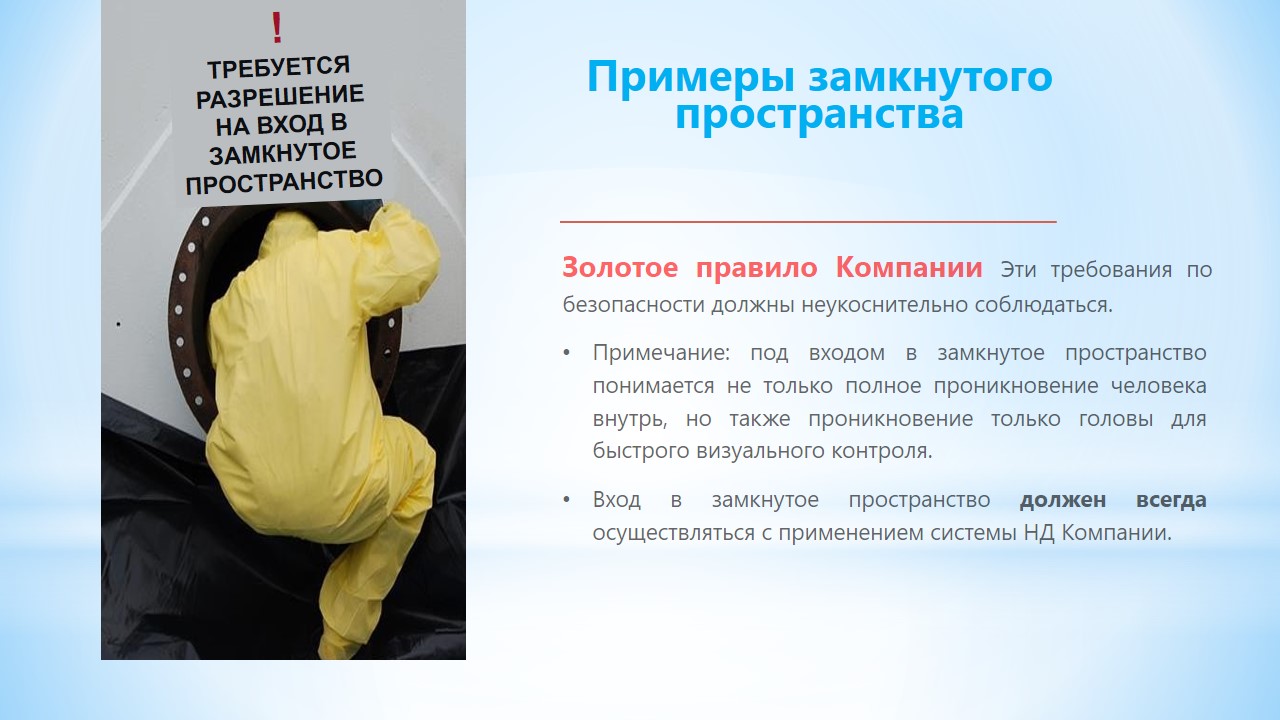 !
ТРЕБУЕТСЯ
РАЗРЕШЕНИЕ
НА ВХОД В
ЗАМКНУТОЕ
ПРОСТРАНСТВО
Примеры замкнутого
пространства
Золотое правило Компании Эти требования по
безопасности должны неукоснительно соблюдаться.
• Примечание: под входом в замкнутое пространство
понимается не только полное проникновение человека
внутрь, но также проникновение только головы для
быстрого визуального контроля.
• Вход в замкнутое пространство должен всегда
осуществляться с применением системы НД Компании.